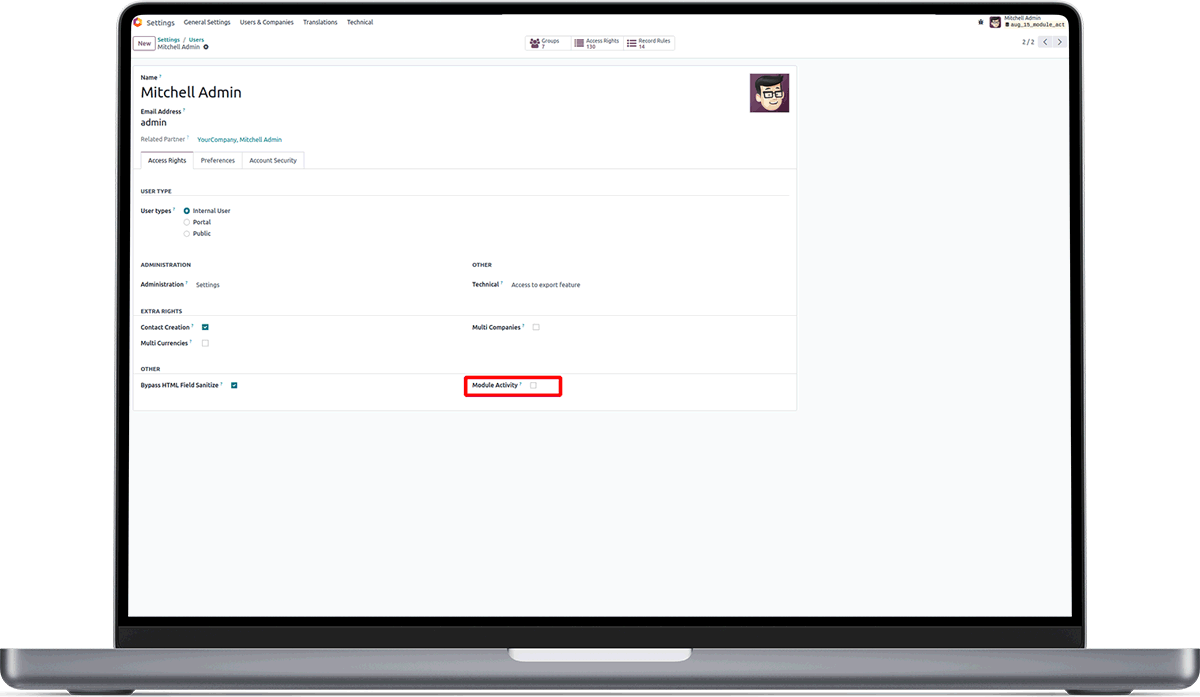 Settings General Settings Users & Companies Translations Technical
Mitchell Admin
aug_15_module_act
New
Settings / Users
Mitchell Admin
Groups
7
Access Rights
130
Record Rules
14
2 / 2
Name ?
Mitchell Admin
Email Address ?
admin
Related Partner ? YourCompany, Mitchell Admin
Access Rights Preferences Account Security
USER TYPE
User types ? Internal User
Portal
Public
ADMINISTRATION OTHER
Administration ? Settings Technical ? Access to export feature
EXTRA RIGHTS
Contact Creation ? Multi Companies ?
Multi Currencies ?
OTHER
Bypass HTML Field Sanitize ? Module Activity ?